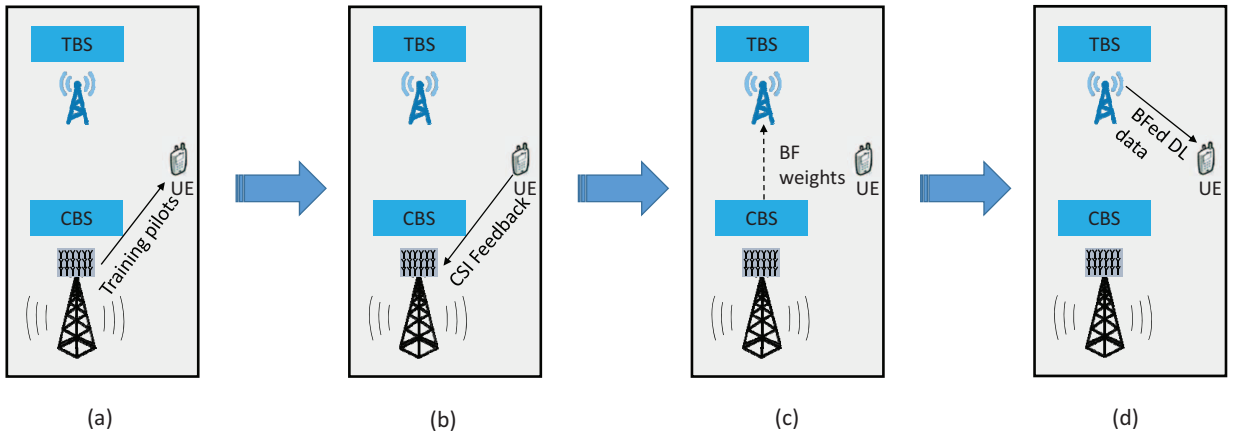 TBS
UE
CBS
Training pilots
(a)
TBS
UE
CBS
CSI Feedback
(b)
TBS
BF
weights
UE
CBS
(c)
TBS
BFed DL
data
UE
CBS
(d)